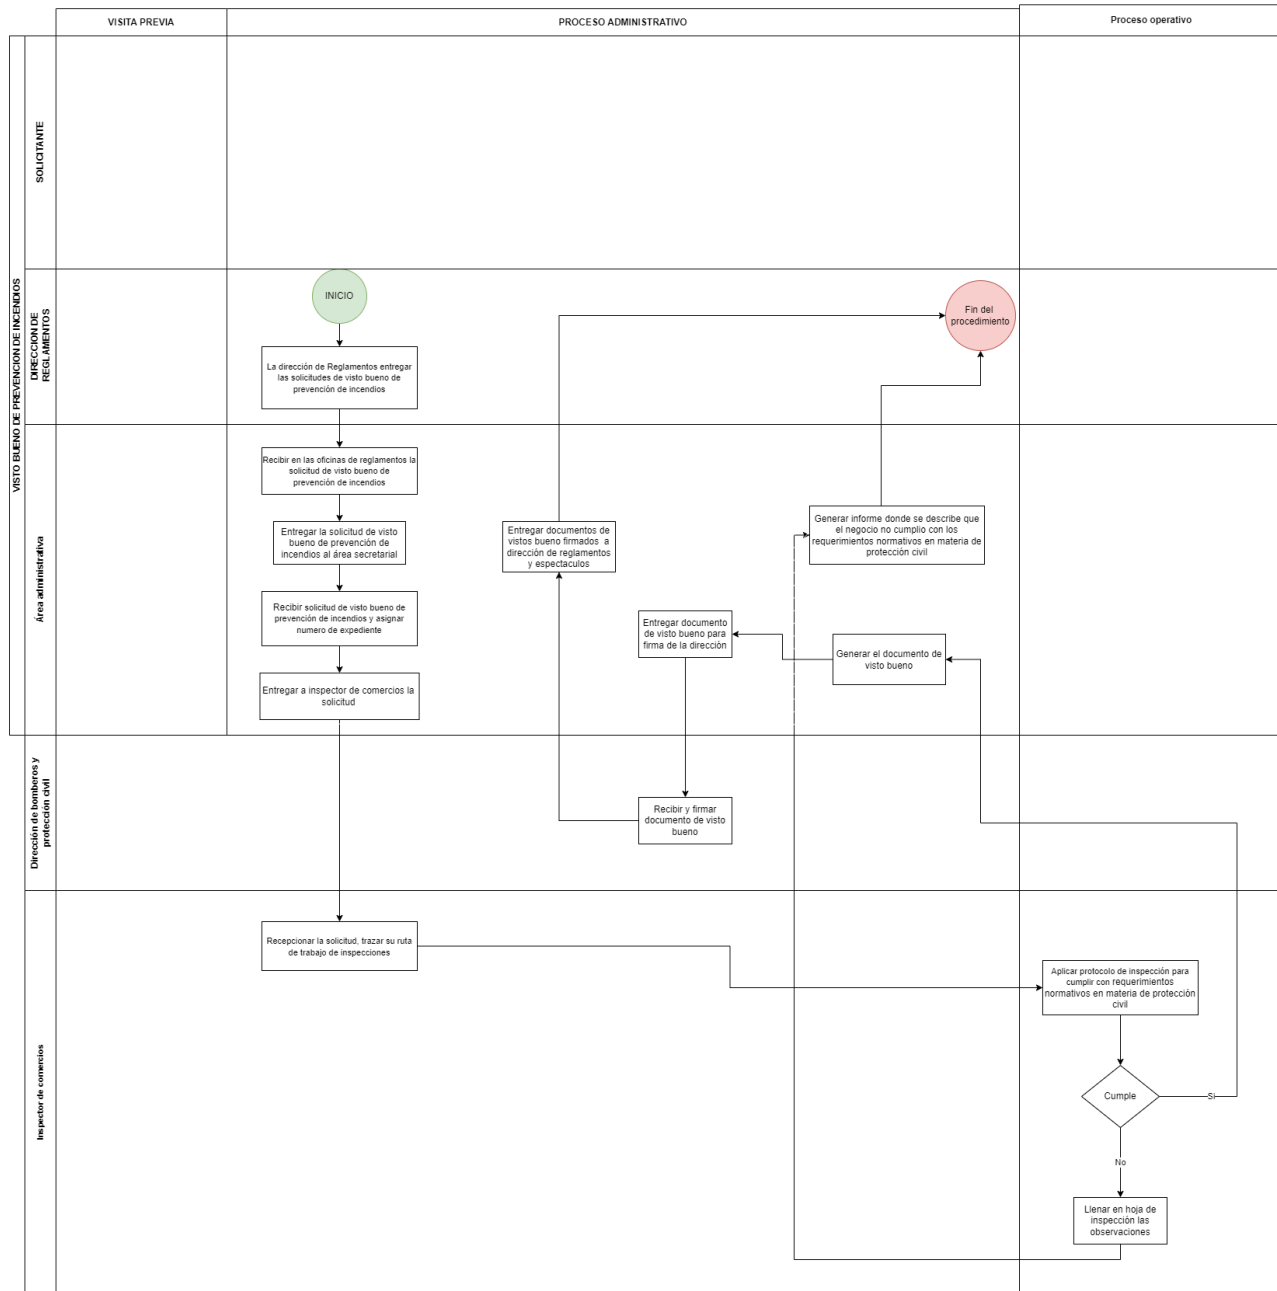 VISITA PREVIA
PROCESO ADMINISTRATIVO
Proceso operativo
VISTO BUENO DE PREVENCION DE INCENDIOS
SOLICITANTE
DIRECCION DE
REGLAMENTOS
INICIO
Fin del
procedimiento
La dirección de Reglamentos entregar
las solicitudes de visto bueno de
prevención de incendios
Área administrativa
Recibir en las oficinas de reglamentos la
solicitud de visto bueno de
prevención de incendios
Entregar la solicitud de visto
bueno de prevención de
incendios al área secretarial
Entregar documentos de
vistos bueno firmados a
dirección de reglamentos
y espectaculos
Generar informe donde se describe que
el negocio no cumplio con los
requerimientos normativos en materia de
protección civil
Recibir solicitud de visto bueno de
prevención de incendios y asignar
numero de expediente
Entregar documento
de visto bueno para
firma de la dirección
Generar el documento de
visto bueno
Entregar a inspector de comercios la
solicitud
Dirección de bomberos y
protección civil
Recibir y firmar
documento de visto
bueno
Inspector de comercios
Recepcionar la solicitud, trazar su ruta
de trabajo de inspecciones
Aplicar protocolo de inspección para
cumplir con requerimientos
normativos en materia de protección
civil
Cumple
Si
No
Llenar en hoja de
inspección las
observaciones